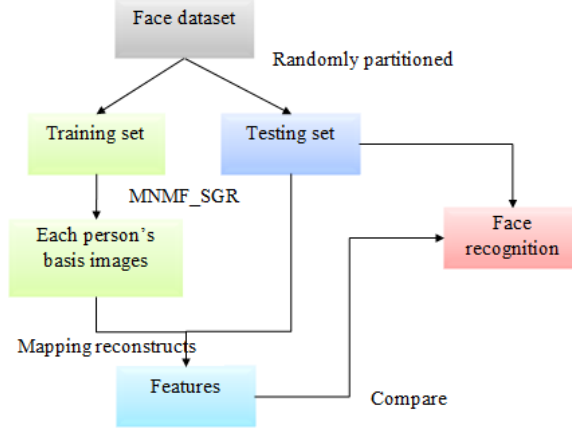 Face dataset
Randomly partitioned
Training set
Testing set
MNMF_SGR
Each person's
basis images
Face
recognition
Mapping reconstructs
Features
Compare